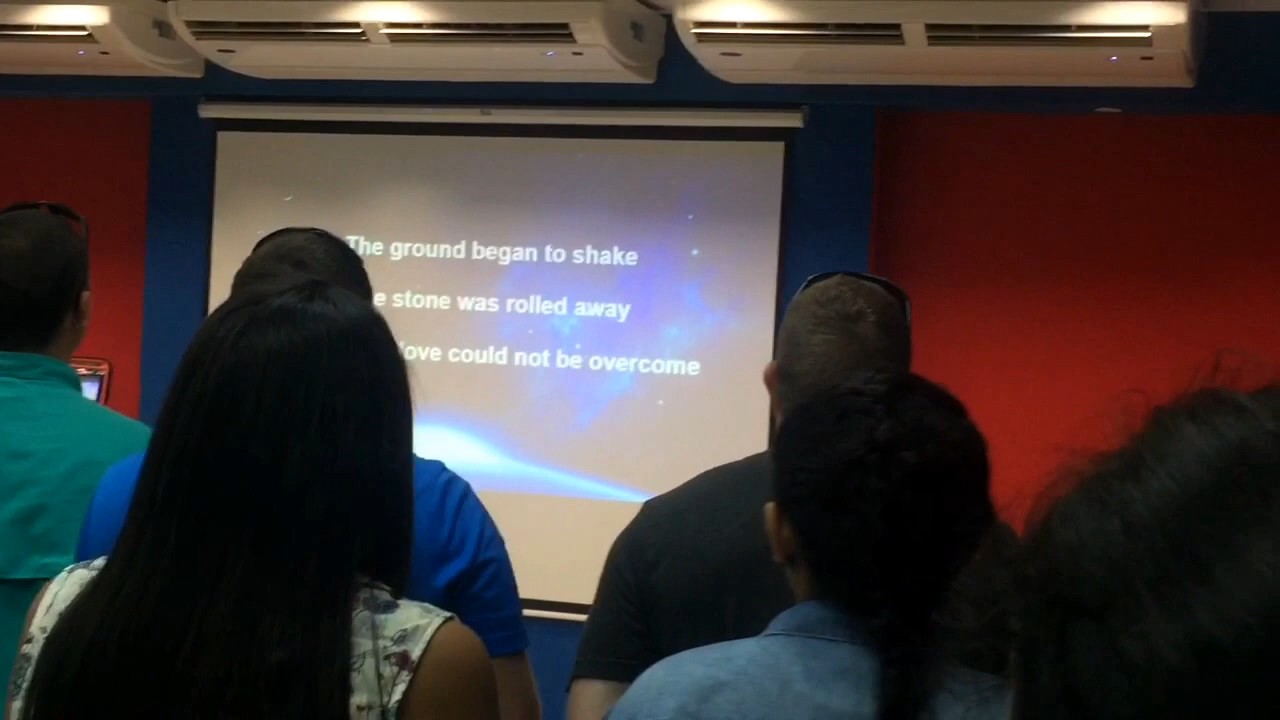 The ground began to shake
stone was rolled away
love could not be overcome